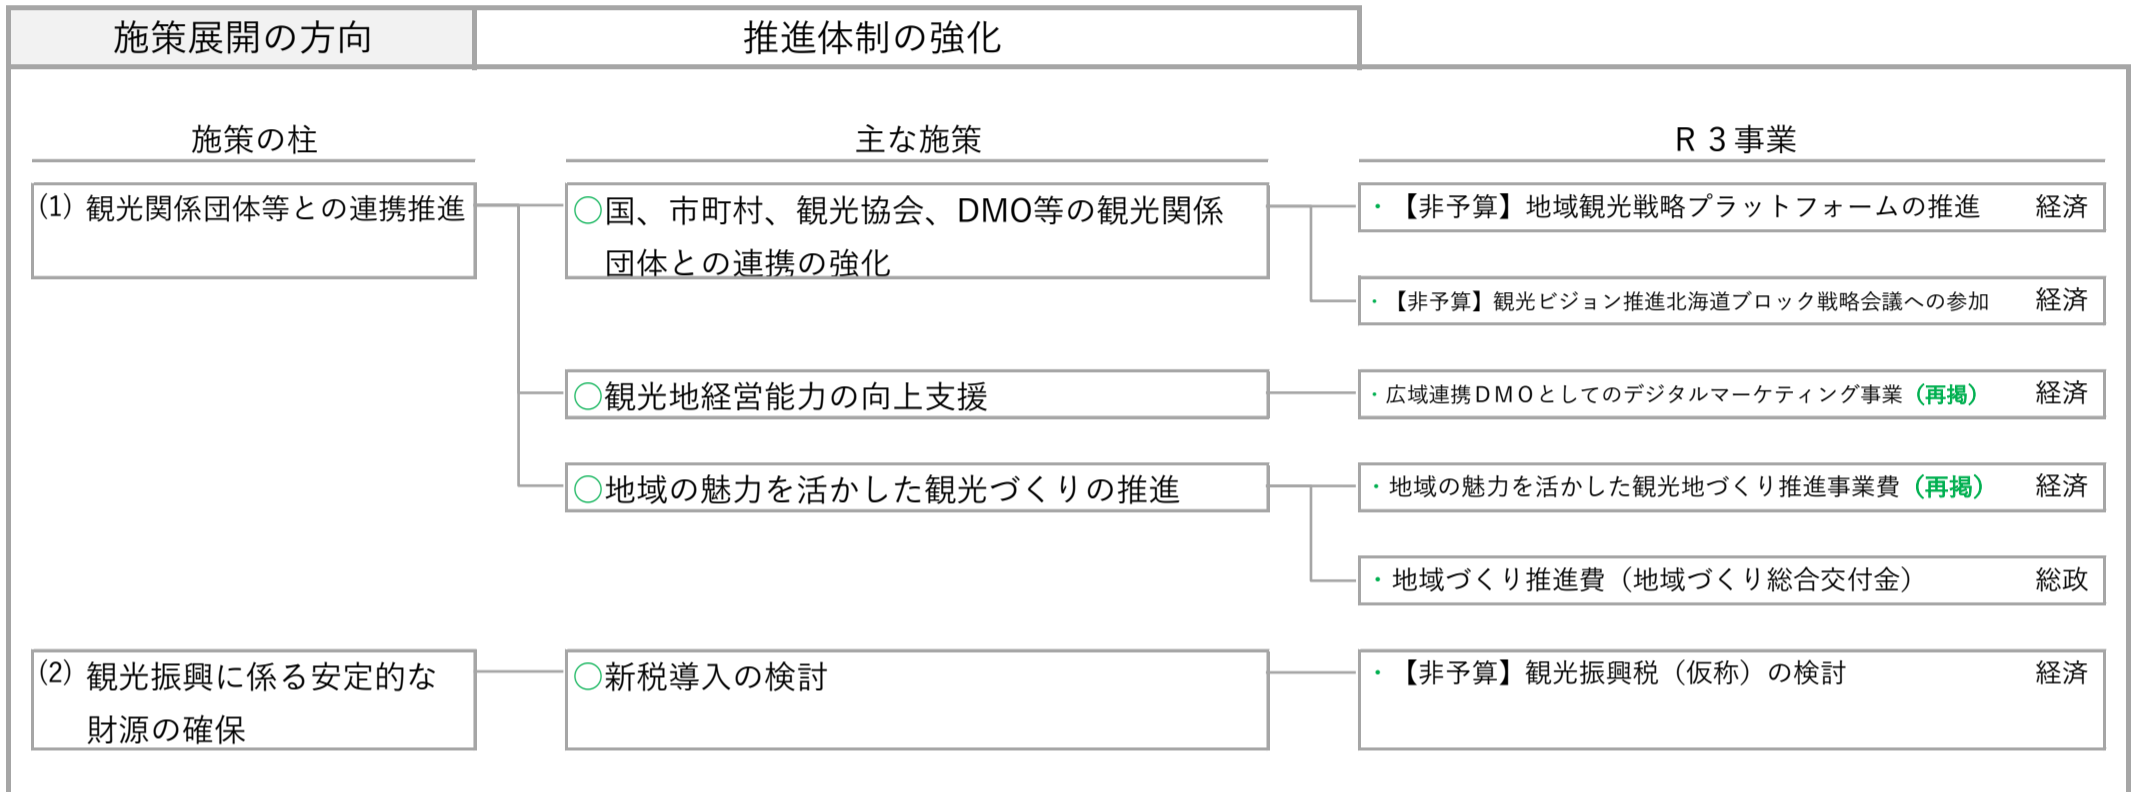 施策展開の方向
推進体制の強化
施策の柱
主な施策
Ｒ３事業
(1) 観光関係団体等との連携推進
○国、市町村、観光協会、DMO等の観光関係
団体との連携の強化
・【非予算】地域観光戦略プラットフォームの推進 経済
・【非予算】観光ビジョン推進北海道ブロック戦略会議への参加 経済
○観光地経営能力の向上支援
・広域連携ＤＭＯとしてのデジタルマーケティング事業（再掲） 経済
○地域の魅力を活かした観光づくりの推進
・地域の魅力を活かした観光地づくり推進事業費（再掲） 経済
・地域づくり推進費（地域づくり総合交付金） 総政
(2) 観光振興に係る安定的な
財源の確保
○新税導入の検討
・【非予算】観光振興税（仮称）の検討 経済